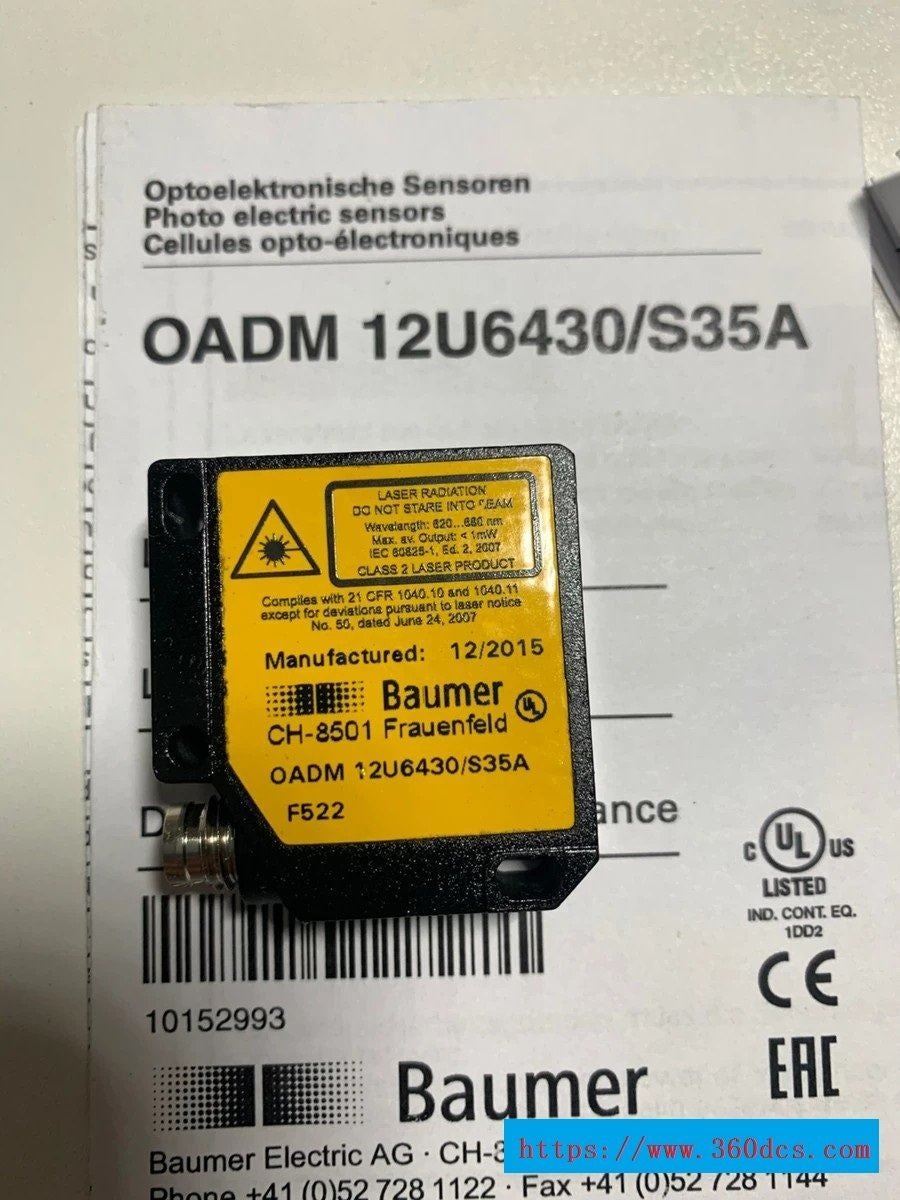 Optoelektronische Sensoren
Photo electric sensors
Cellules opto-électroniques
OADM 12U6430/S35A
LASER RADIATION
DO NOT STARE INTO BEAM
Wavelength: 620...660 nm
Max. av. Output: < 1mW
IEC 60825-1, Ed. 2, 2007
CLASS 2 LASER PRODUCT
Complies with 21 CFR 1040.10 and 1040.11
except for deviations pursuant to laser notice
No. 50, dated June 24, 2007
Manufactured: 12/2015
Baumer
CH-8501 Frauenfeld
UL
OADM 12U6430/S35A
F522
C UL US
LISTED
IND. CONT. EQ.
1DD2
CE
10152993
EAC
Baumer
https://www.360dcs.com
Baumer Electric AG · CH-
Phone +41 (0)52 728 1122 · Fax +41 (0)52 728 1144